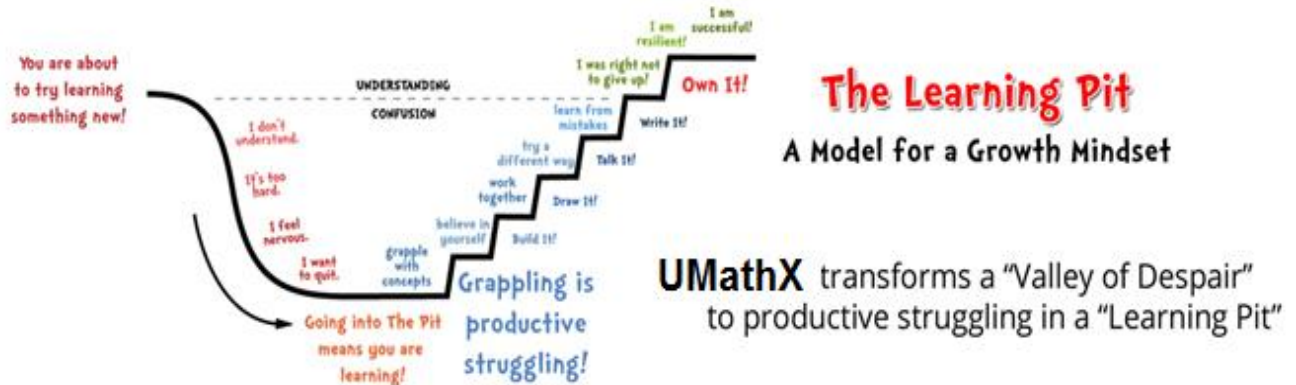 You are about
to try learning
something new!
I don't
understand.
It's too
hard.
I feel
nervous.
I want
to quit.
Going into The Pit
means you are
learning!
UNDERSTANDING
CONFUSION
grapple
with
concepts
Grappling is
productive
struggling!
believe in
yourself
Build It!
work
together
Draw It!
try a
different way
Talk It!
learn from
mistakes
Write It!
I was right not
to give up!
Own It!
I am
resilient!
I am
successful!
The Learning Pit
A Model for a Growth Mindset
UMathX transforms a “Valley of Despair”
to productive struggling in a “Learning Pit”